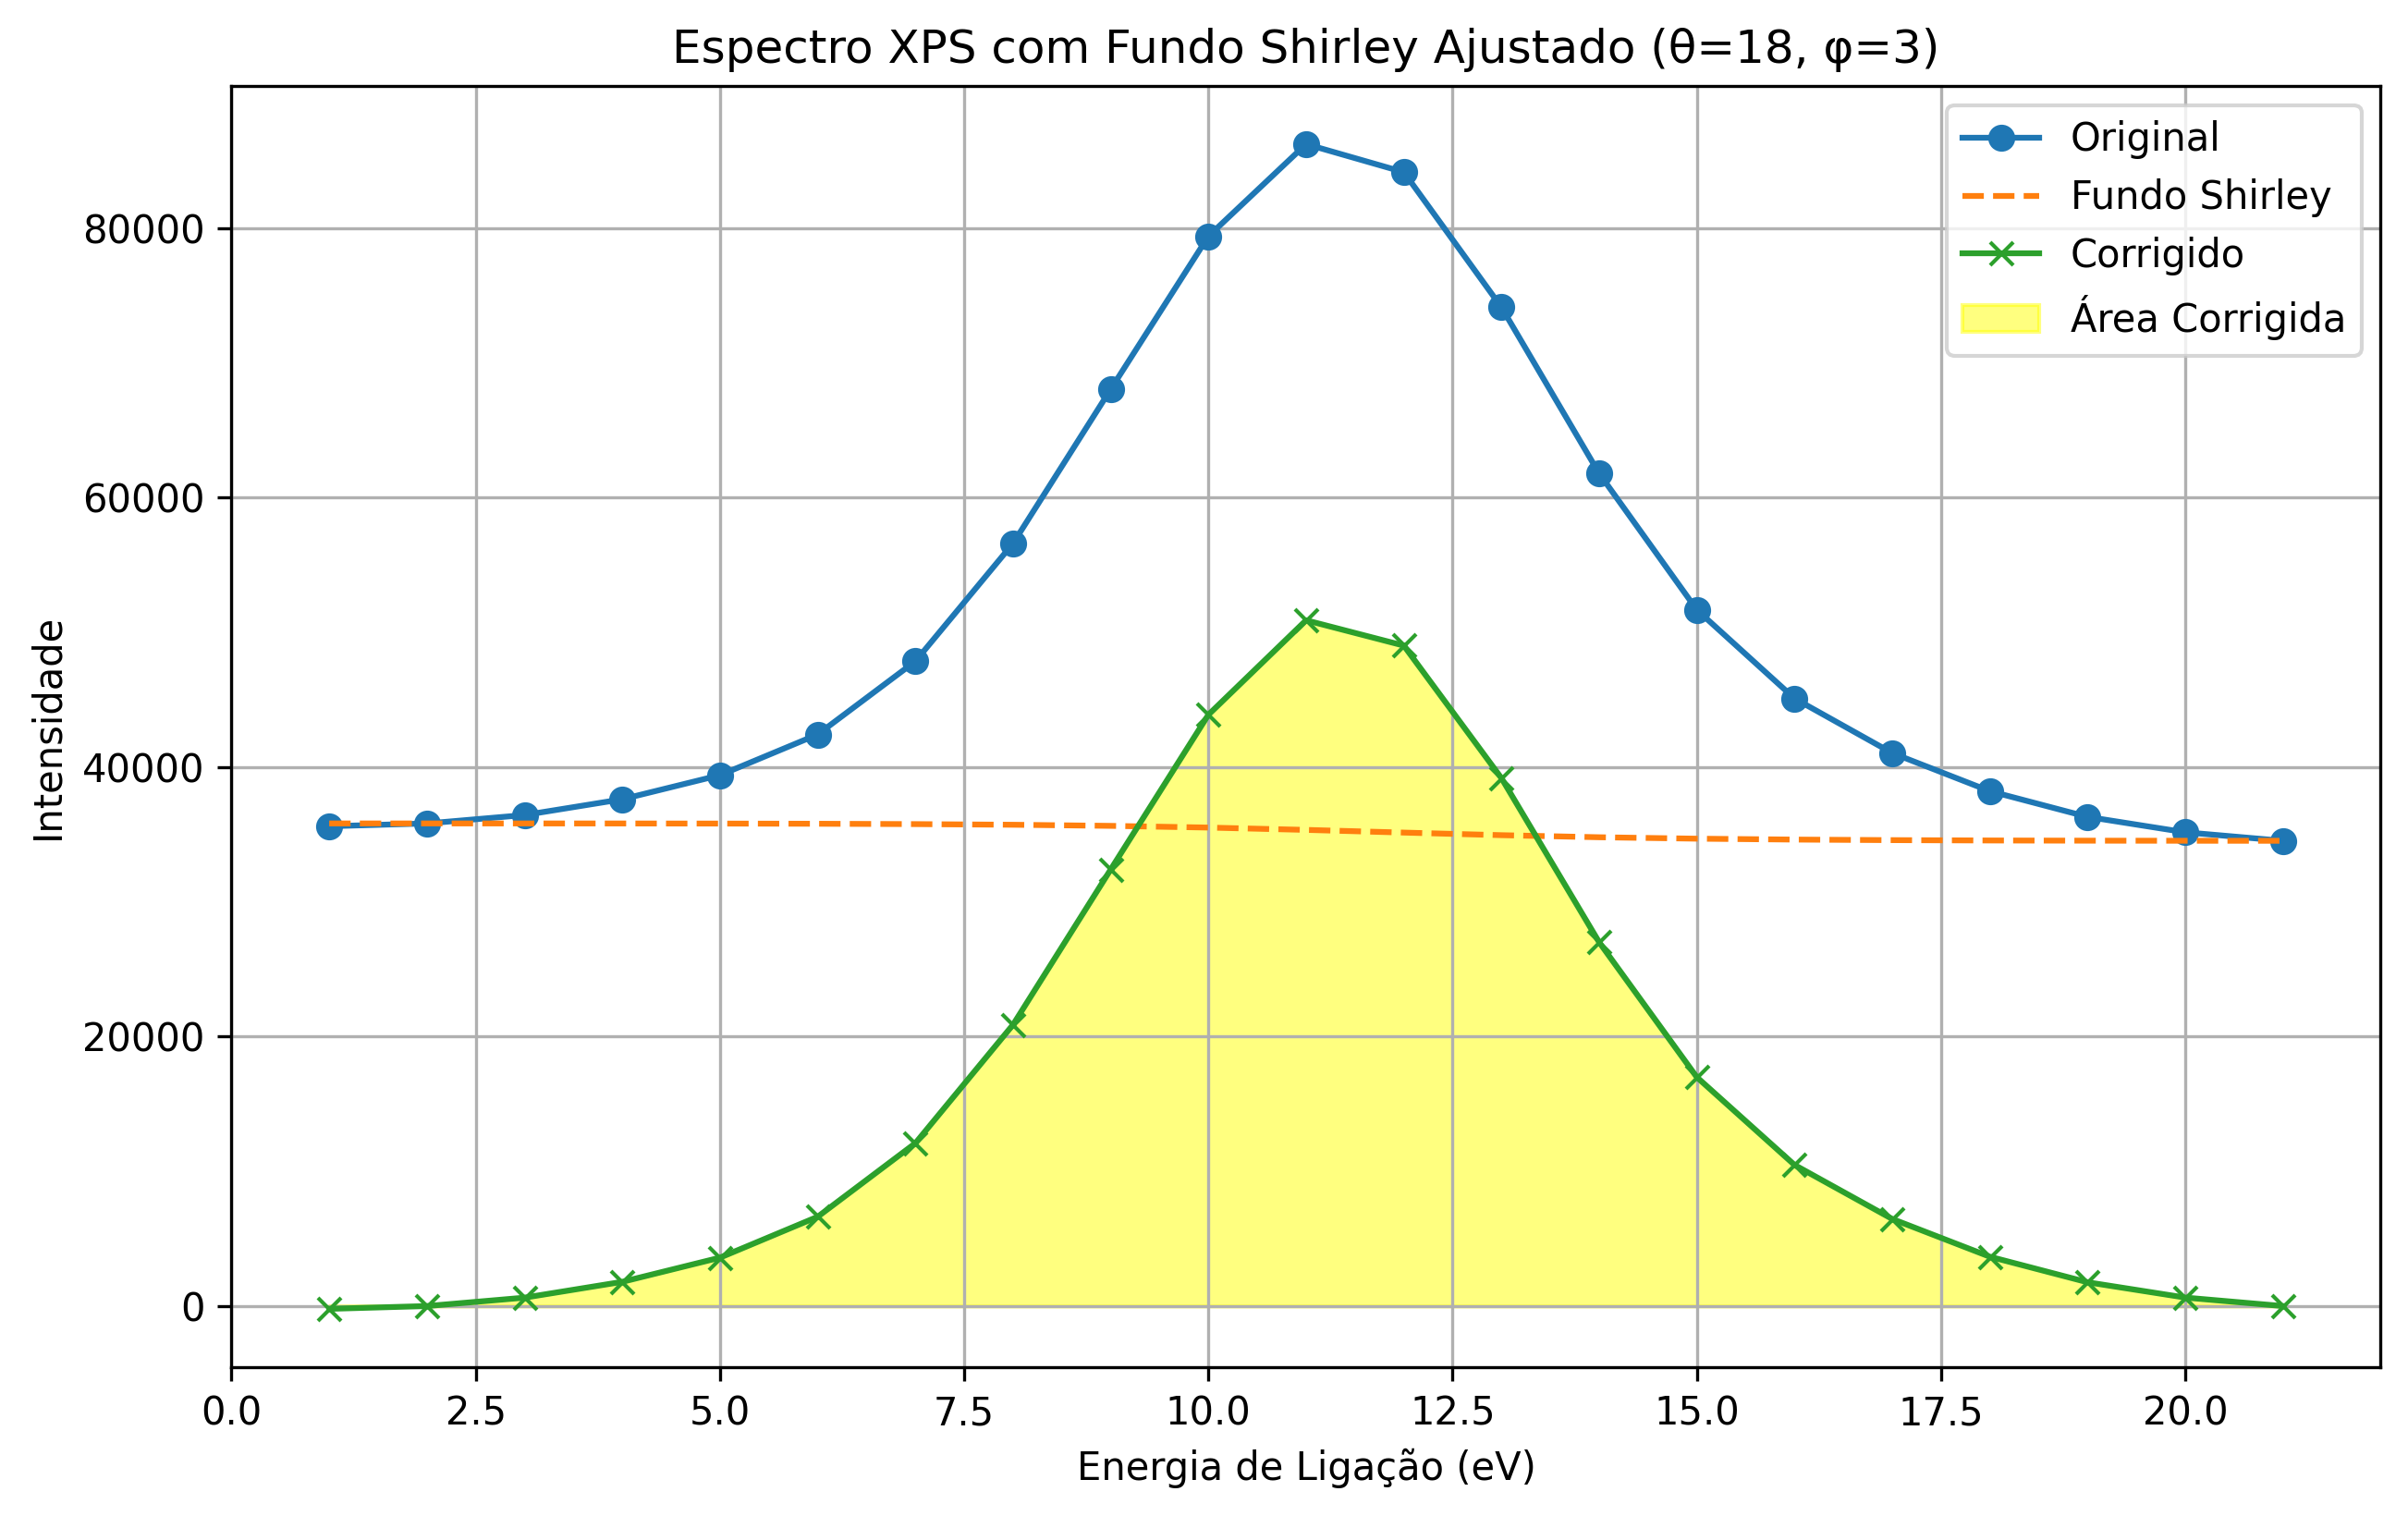 Espectro XPS com Fundo Shirley Ajustado (θ=18, φ=3)
Original
Fundo Shirley
Corrigido
Área Corrigida
Intensidade
80000
60000
40000
20000
0
0.0 2.5 5.0 7.5 10.0 12.5 15.0 17.5 20.0
Energia de Ligação (eV)